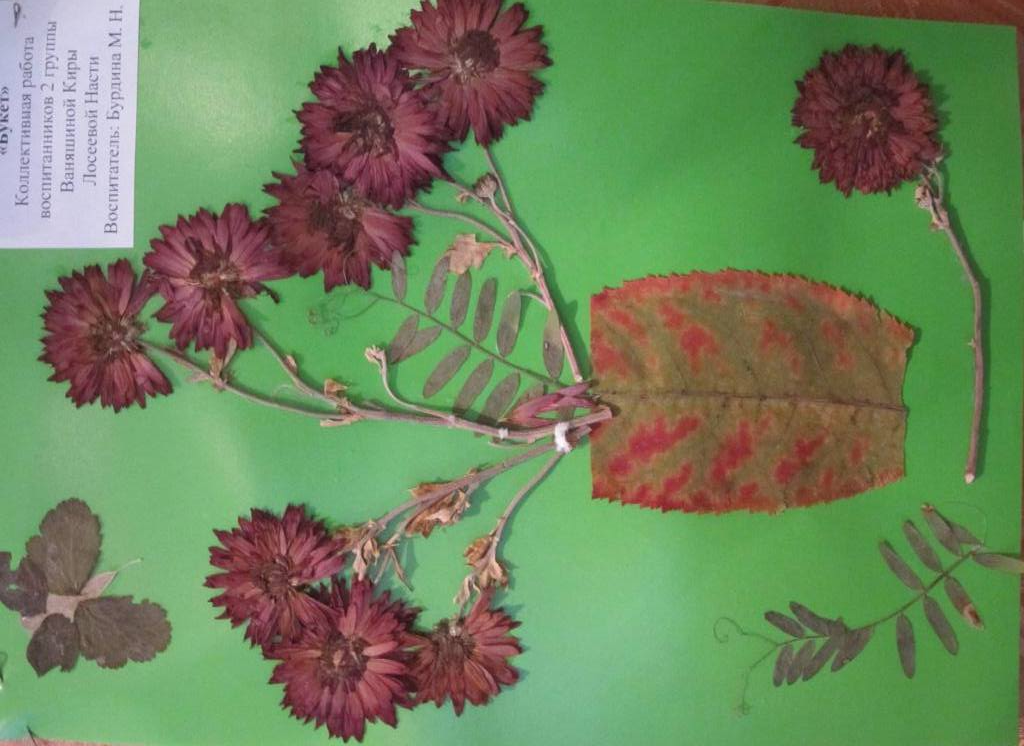 «Букет»
Коллективная работа
воспитанников 2 группы
Ваняшиной Киры
Лосеевой Насти
Воспитатель: Бурдина М. Н.